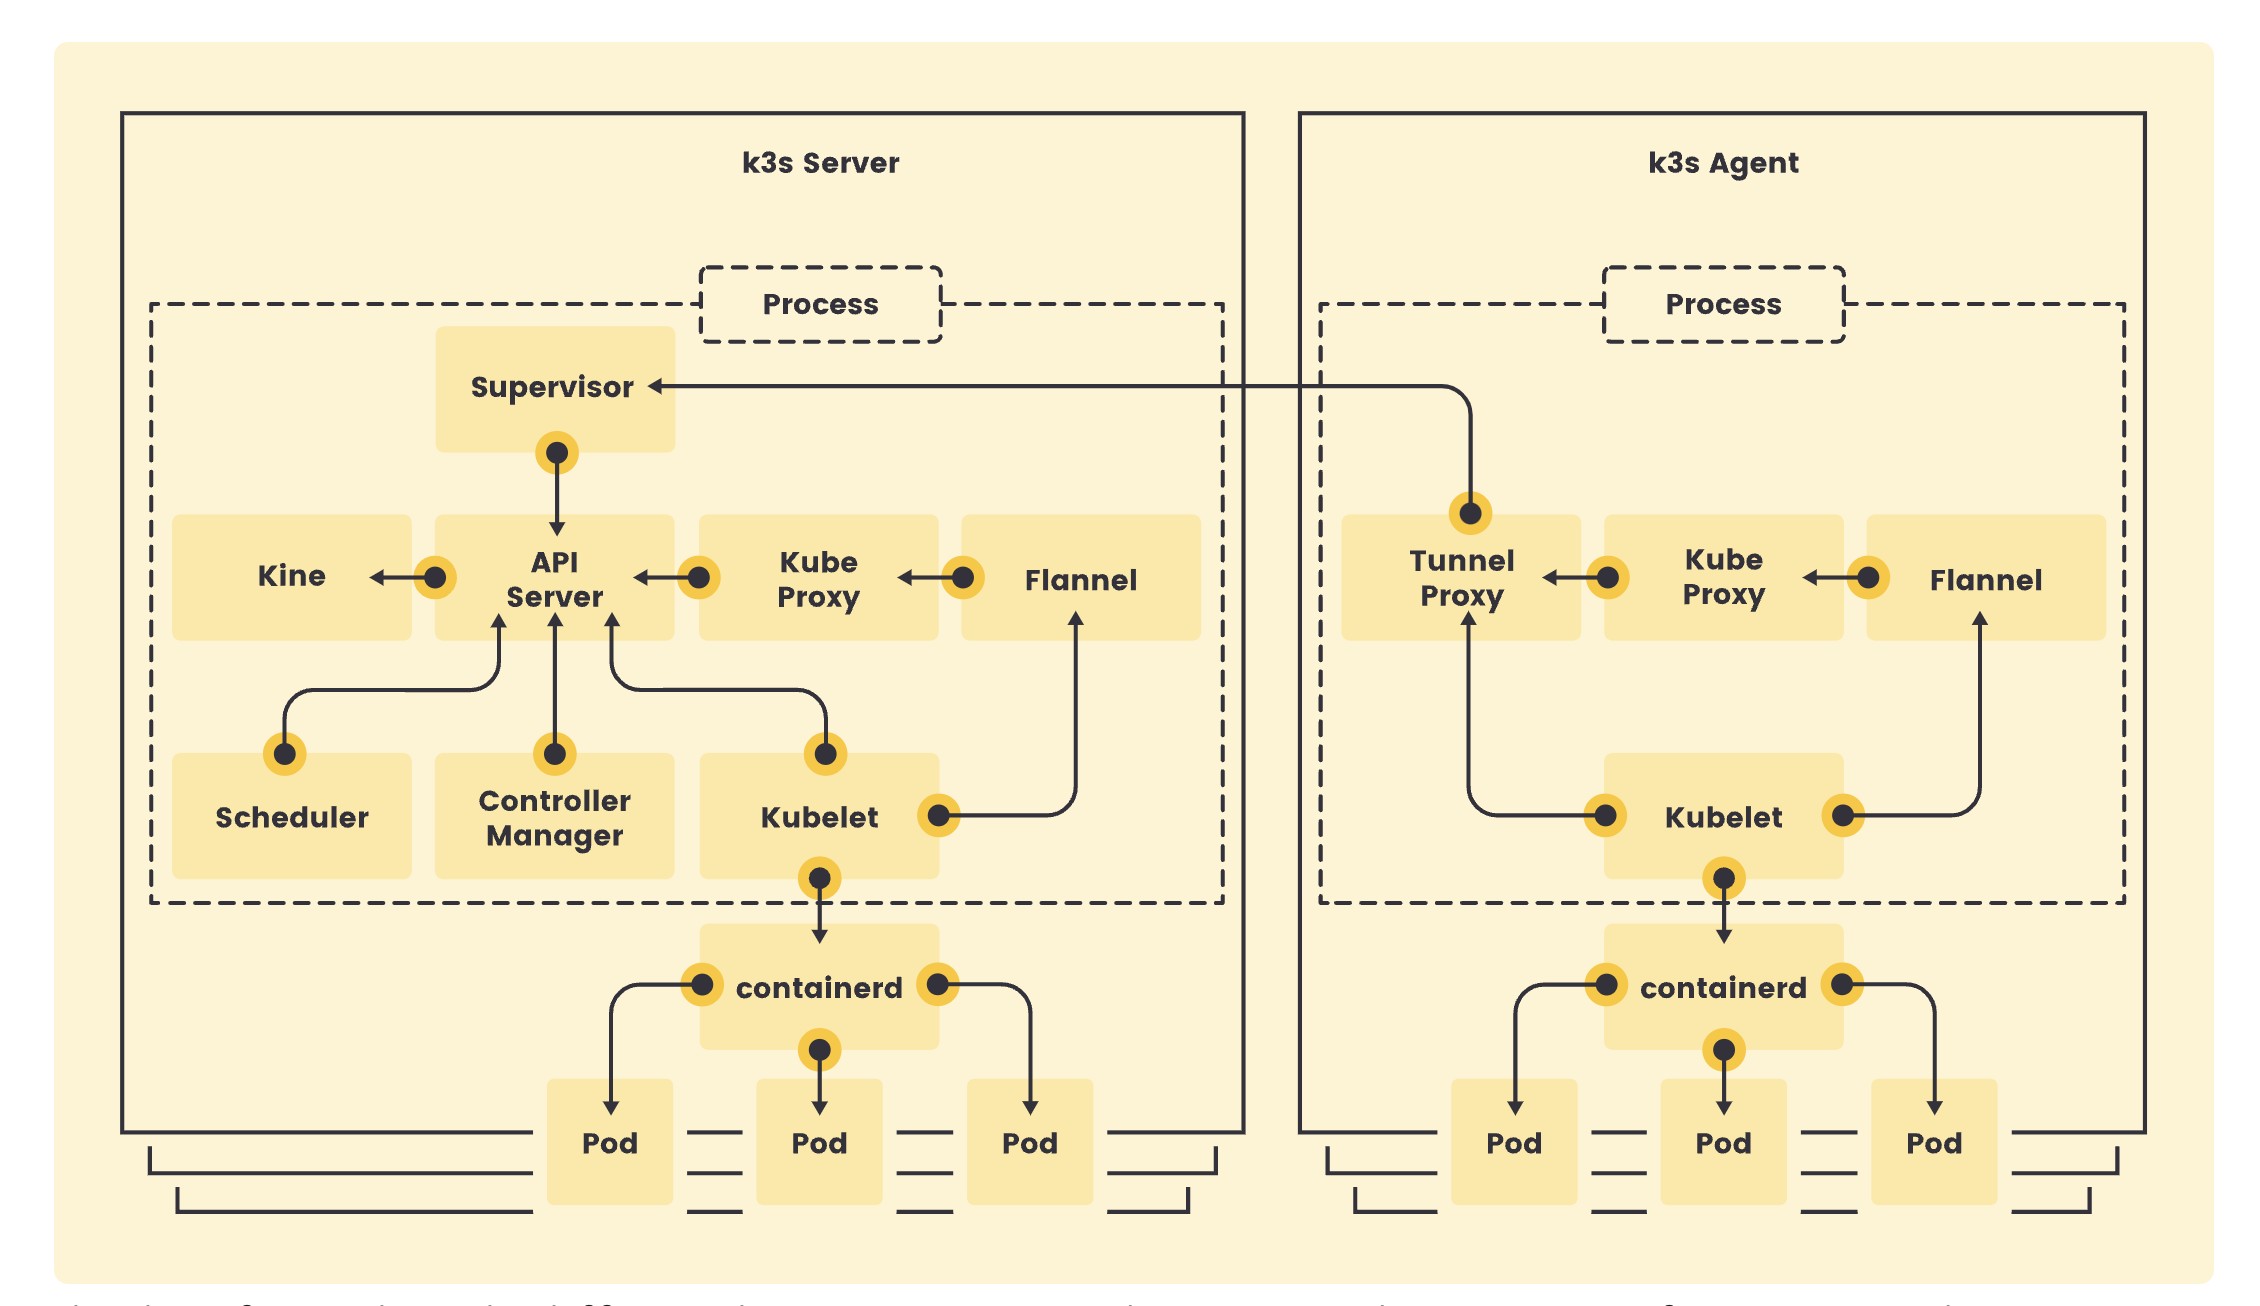 k3s Server
Process
Supervisor
Kine
API
Server
Kube
Proxy
Flannel
Scheduler
Controller
Manager
Kubelet
containerd
Pod
Pod
Pod
k3s Agent
Process
Tunnel
Proxy
Kube
Proxy
Flannel
Kubelet
containerd
Pod
Pod
Pod